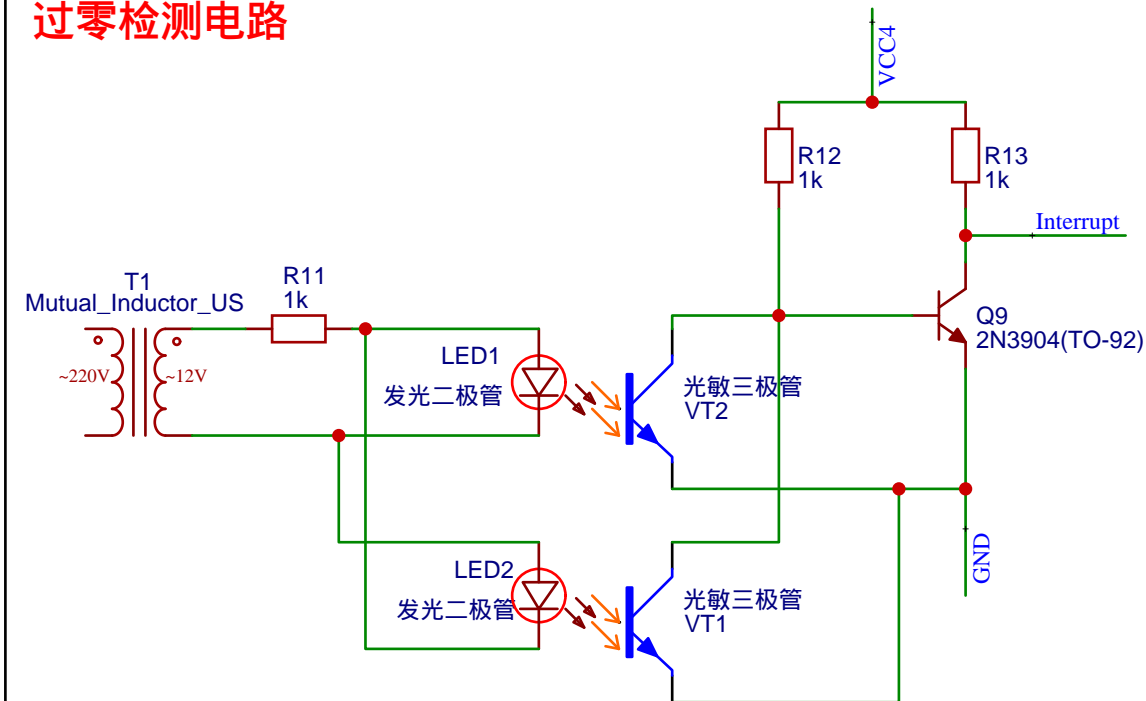 过零检测电路
VCC4
R12
1k
R13
1k
Interrupt
T1
Mutual_Inductor_US
R11
1k
~220V
~12V
LED1
发光二极管
光敏三极管
VT2
Q9
2N3904(TO-92)
LED2
发光二极管
光敏三极管
VT1
GND